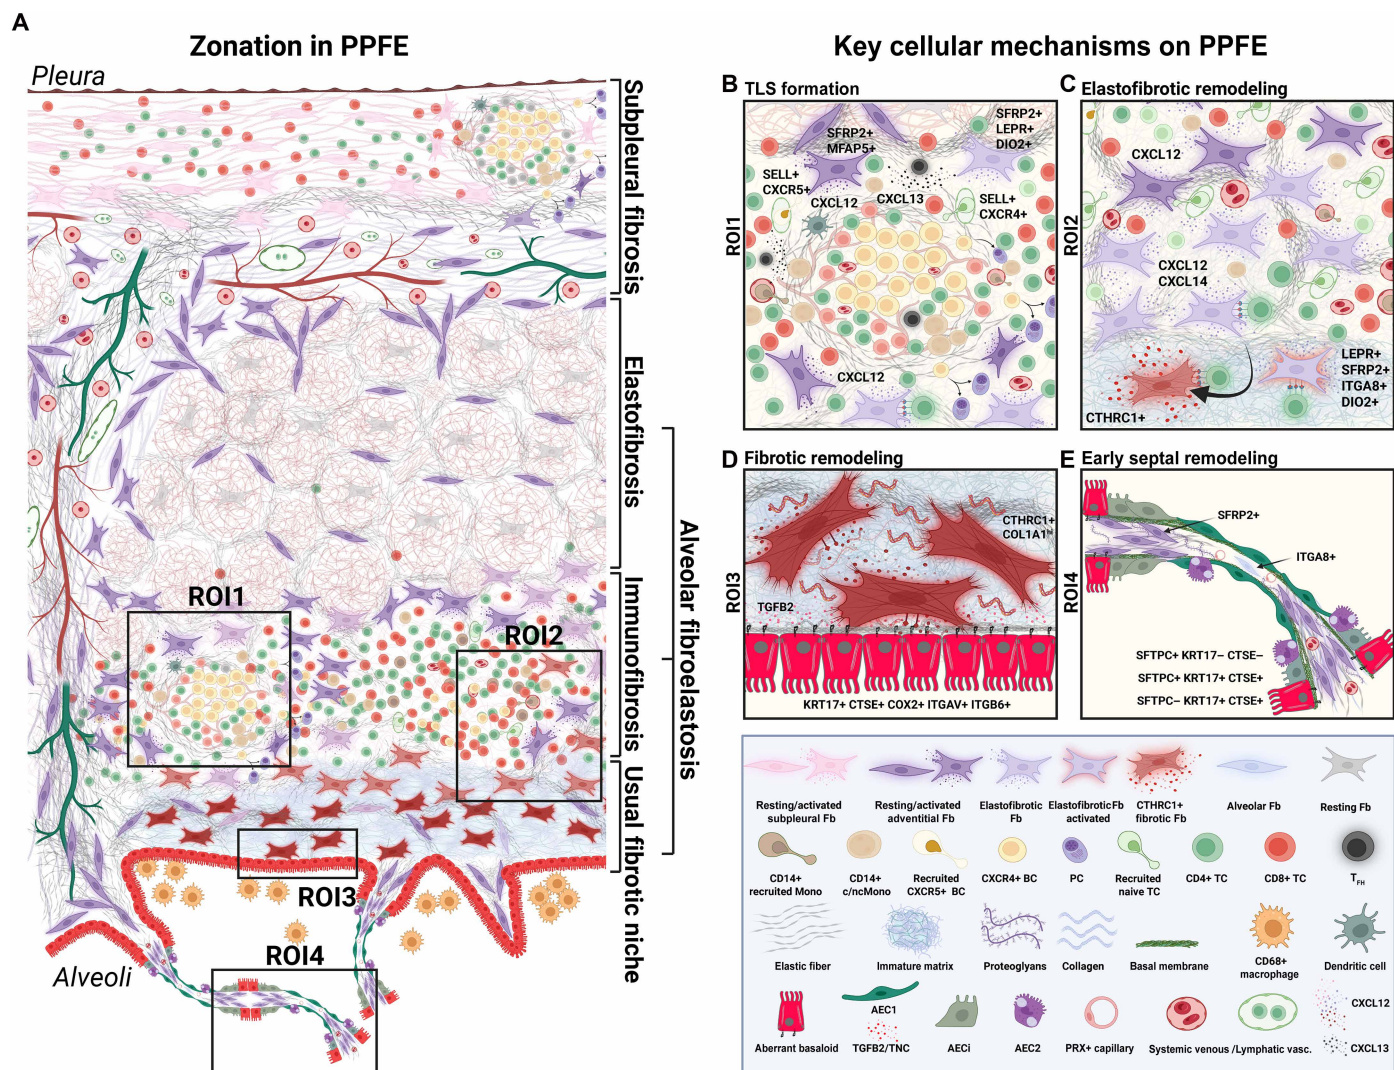 A
Zonation in PPFE
Pleura
Subpleural fibrosis
Elastofibrosis
Immunofibrosis
Usual fibrotic niche
Alveolar fibroelastosis
ROI1
ROI2
ROI3
ROI4
Alveoli
Key cellular mechanisms on PPFE
B TLS formation
ROI1
SFRP2+
MFAP5+
SFRP2+
LEPR+
DIO2+
SELL+
CXCR5+
CXCL12
CXCL13
SELL+
CXCR4+
CXCL12
C Elastofibrotic remodeling
ROI2
CXCL12
CXCL12
CXCL14
LEPR+
SFRP2+
ITGA8+
DIO2+
CTHRC1+
D Fibrotic remodeling
ROI3
CTHRC1+
COL1A1hi
TGFB2
KRT17+ CTSE+ COX2+ ITGAV+ ITGB6+
E Early septal remodeling
ROI4
SFRP2+
ITGA8+
SFTPC+ KRT17− CTSE−
SFTPC+ KRT17+ CTSE+
SFTPC− KRT17+ CTSE+
Resting/activated
subpleural Fb
Resting/activated
adventitial Fb
Elastofibrotic
Fb
ElastofibroticFb
activated
CTHRC1+
fibrotic Fb
Alveolar Fb
Resting Fb
CD14+
recruited Mono
CD14+
c/ncMono
Recruited
CXCR5+ BC
CXCR4+ BC
PC
Recruited
naive TC
CD4+ TC
CD8+ TC
TFH
Elastic fiber
Immature matrix
Proteoglyans
Collagen
Basal membrane
CD68+
macrophage
Dendritic cell
Aberrant basaloid
AEC1
TGFB2/TNC
AECi
AEC2
PRX+ capillary
Systemic venous /Lymphatic vasc.
CXCL12
CXCL13